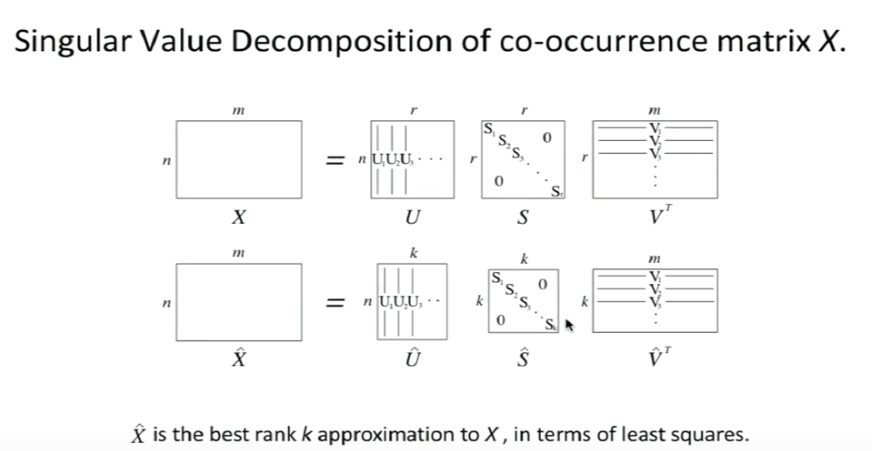 Singular Value Decomposition of co-occurrence matrix X.
m r r m
n = n U₁U₂U₃ · · · r S₁ S₂ S₃ ⋱ Sᵣ 0 0 r V₁ V₂ V₃ ⋮
X U S Vᵀ
m k k m
n = n U₁U₂U₃ · · k S₁ S₂ S₃ ⋱ Sₖ 0 0 k V₁ V₂ V₃ ⋮
X̂ Û Ŝ V̂ᵀ
X̂ is the best rank k approximation to X , in terms of least squares.